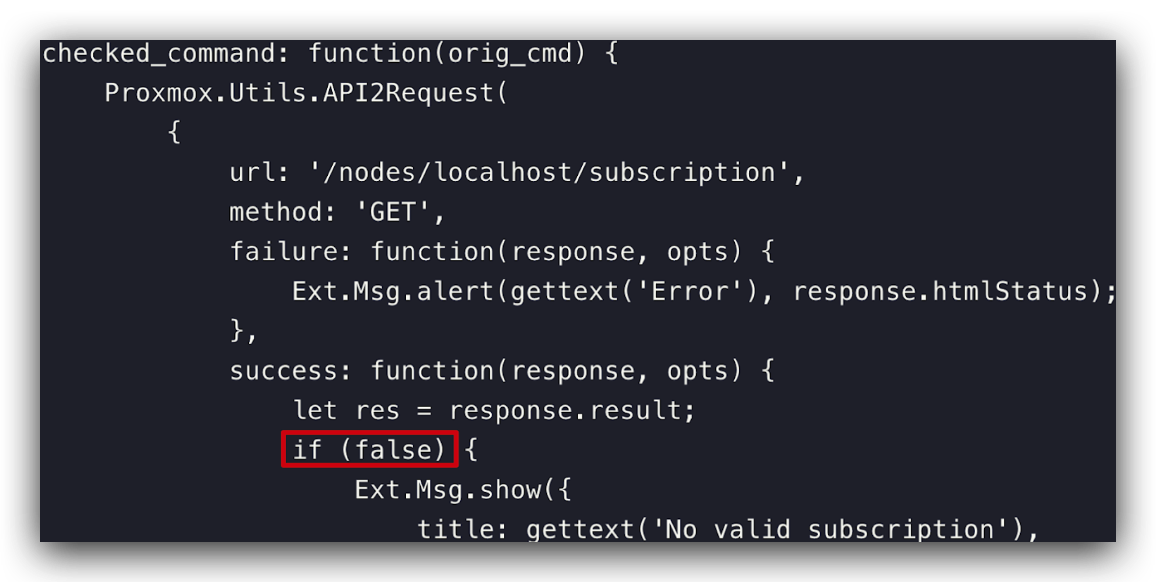 checked_command: function(orig_cmd) {
    Proxmox.Utils.API2Request(
        {
            url: '/nodes/localhost/subscription',
            method: 'GET',
            failure: function(response, opts) {
                Ext.Msg.alert(gettext('Error'), response.htmlStatus);
            },
            success: function(response, opts) {
                let res = response.result;
                if (false) {
                    Ext.Msg.show({
                        title: gettext('No valid subscription'),